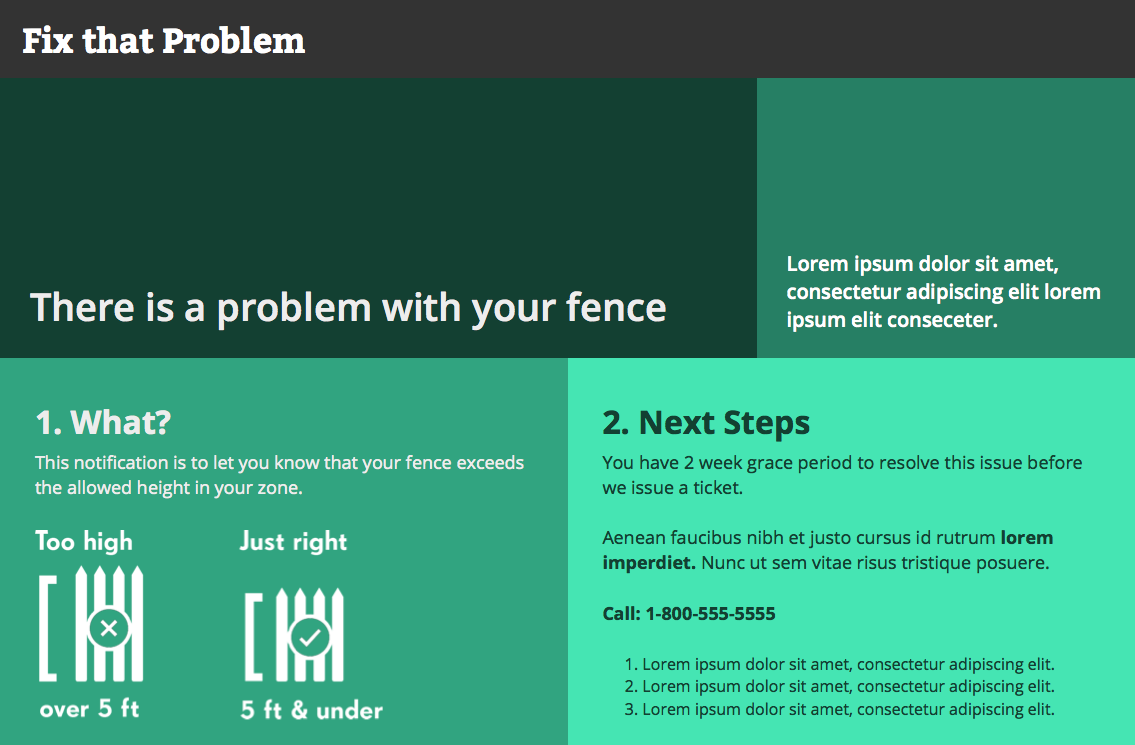 Fix that Problem
There is a problem with your fence
Lorem ipsum dolor sit amet,
consectetur adipiscing elit lorem
ipsum elit conseceter.
1. What?
This notification is to let you know that your fence exceeds
the allowed height in your zone.
Too high
Just right
over 5 ft
5 ft & under
2. Next Steps
You have 2 week grace period to resolve this issue before
we issue a ticket.
Aenean faucibus nibh et justo cursus id rutrum lorem
imperdiet. Nunc ut sem vitae risus tristique posuere.
Call: 1-800-555-5555
1. Lorem ipsum dolor sit amet, consectetur adipiscing elit.
2. Lorem ipsum dolor sit amet, consectetur adipiscing elit.
3. Lorem ipsum dolor sit amet, consectetur adipiscing elit.